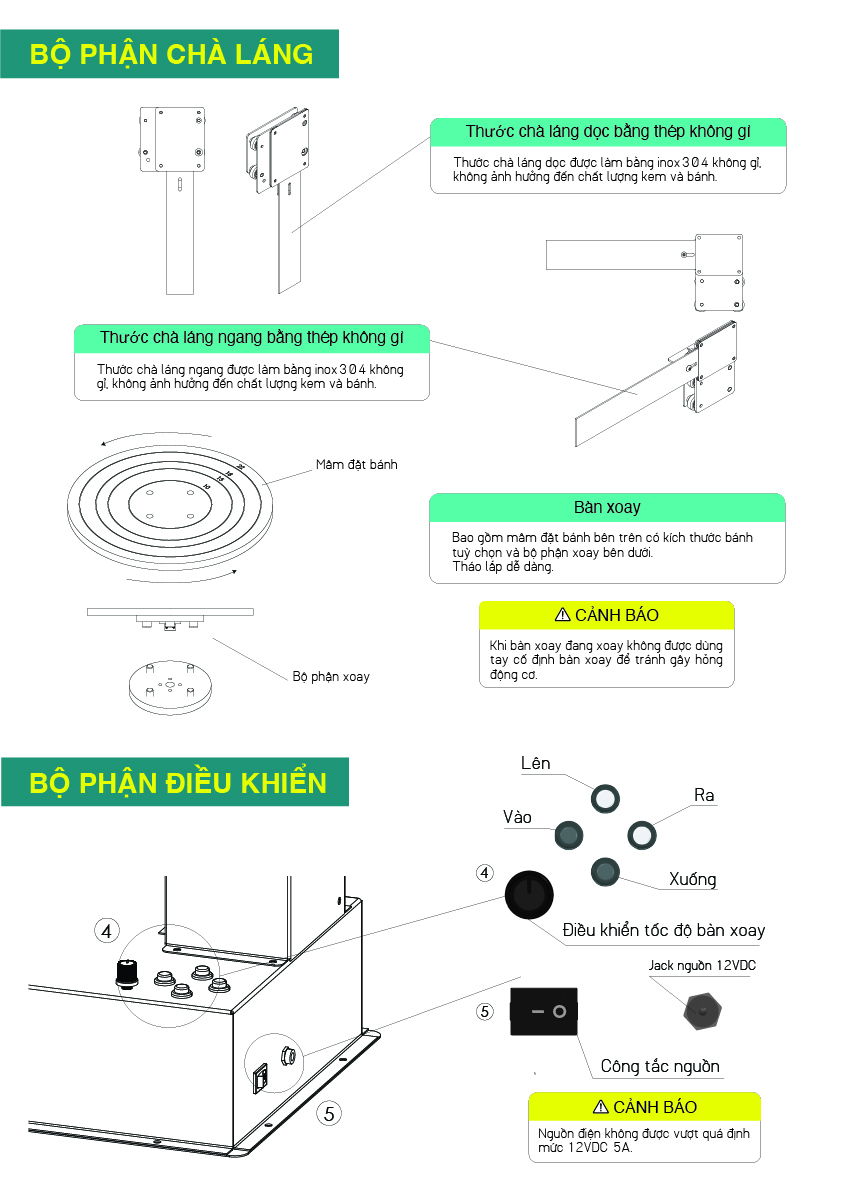 BỘ PHẬN CHÀ LÁNG
Thước chà láng dọc bằng thép không gỉ
Thước chà láng dọc được làm bằng inox 304 không gỉ,
không ảnh hưởng đến chất lượng kem và bánh.
Thước chà láng ngang bằng thép không gỉ
Thước chà láng ngang được làm bằng inox 304 không
gỉ, không ảnh hưởng đến chất lượng kem và bánh.
Mâm đặt bánh
20
18
15
10
Bàn xoay
Bao gồm mâm đặt bánh bên trên có kích thước bánh
tuỳ chọn và bộ phận xoay bên dưới.
Tháo lắp dễ dàng.
⚠ CẢNH BÁO
Khi bàn xoay đang xoay không được dùng
tay cố định bàn xoay để tránh gây hỏng
động cơ.
Bộ phận xoay
BỘ PHẬN ĐIỀU KHIỂN
Lên
Ra
Vào
Xuống
4
4
Điều khiển tốc độ bàn xoay
Jack nguồn 12VDC
5
Công tắc nguồn
5
⚠ CẢNH BÁO
Nguồn điện không được vượt quá định
mức 12VDC 5A.